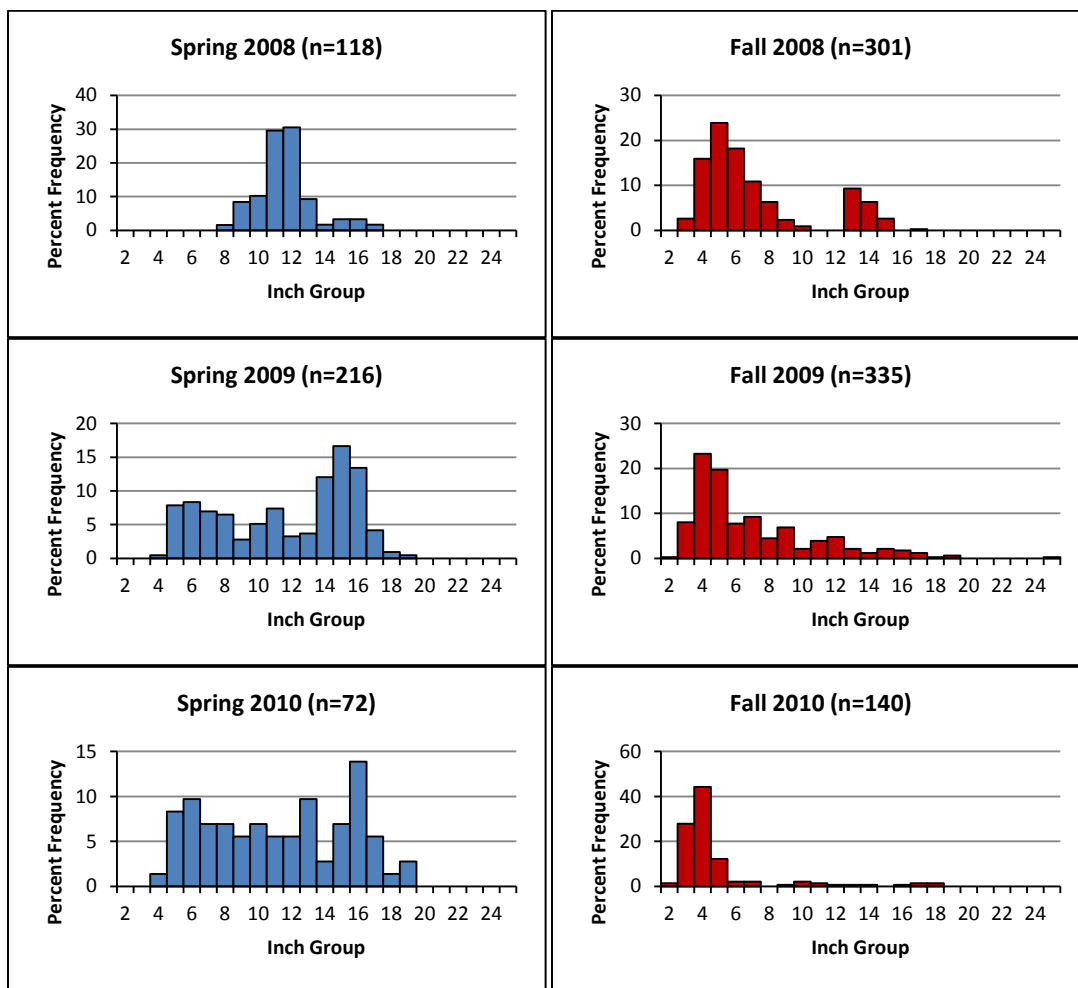 Spring 2008 (n=118)
Percent Frequency
40
30
20
10
0
2 4 6 8 10 12 14 16 18 20 22 24
Inch Group
Fall 2008 (n=301)
Percent Frequency
30
20
10
0
2 4 6 8 10 12 14 16 18 20 22 24
Inch Group
Spring 2009 (n=216)
Percent Frequency
20
15
10
5
0
2 4 6 8 10 12 14 16 18 20 22 24
Inch Group
Fall 2009 (n=335)
Percent Frequency
30
20
10
0
2 4 6 8 10 12 14 16 18 20 22 24
Inch Group
Spring 2010 (n=72)
Percent Frequency
15
10
5
0
2 4 6 8 10 12 14 16 18 20 22 24
Inch Group
Fall 2010 (n=140)
Percent Frequency
60
40
20
0
2 4 6 8 10 12 14 16 18 20 22 24
Inch Group